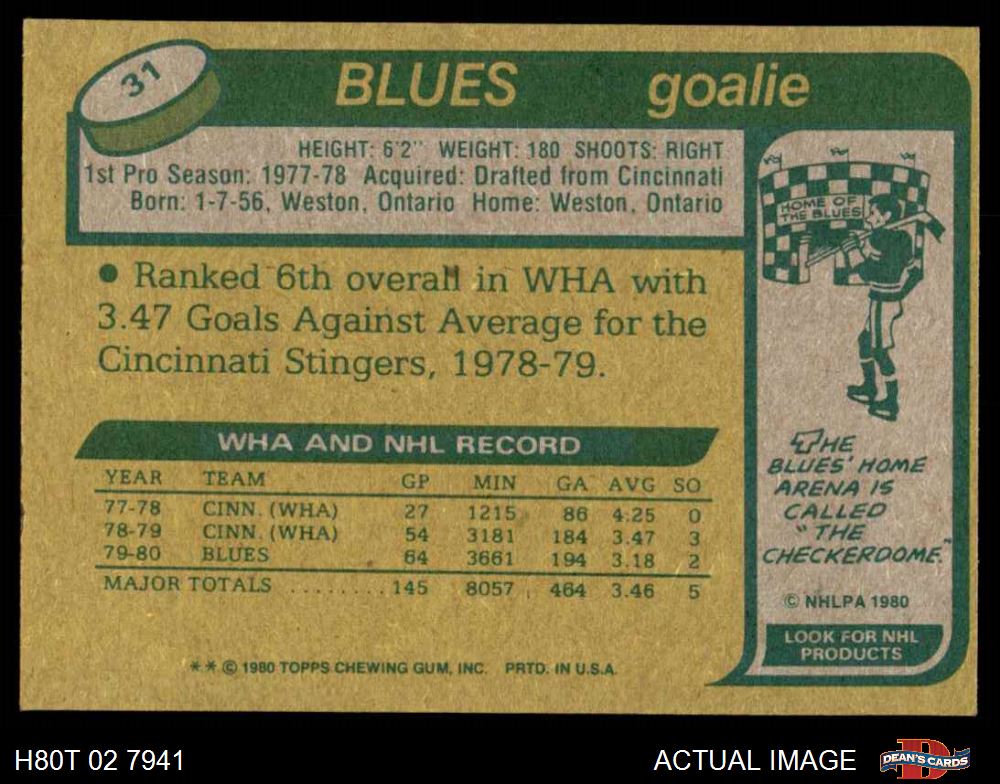 31
BLUES goalie
HEIGHT: 6'2" WEIGHT: 180 SHOOTS: RIGHT
1st Pro Season: 1977-78 Acquired: Drafted from Cincinnati
Born: 1-7-56, Weston, Ontario Home: Weston, Ontario
● Ranked 6th overall in WHA with
3.47 Goals Against Average for the
Cincinnati Stingers, 1978-79.
WHA AND NHL RECORD
YEAR TEAM GP MIN GA AVG SO
77-78 CINN. (WHA) 27 1215 86 4.25 0
78-79 CINN. (WHA) 54 3181 184 3.47 3
79-80 BLUES 64 3661 194 3.18 2
MAJOR TOTALS ........ 145 8057 464 3.46 5
** © 1980 TOPPS CHEWING GUM, INC. PRTD. IN U.S.A.
HOME OF
THE BLUES
THE
BLUES' HOME
ARENA IS
CALLED
"THE
CHECKERDOME."
© NHLPA 1980
LOOK FOR NHL
PRODUCTS
H80T 02 7941
ACTUAL IMAGE
DEAN'S CARDS